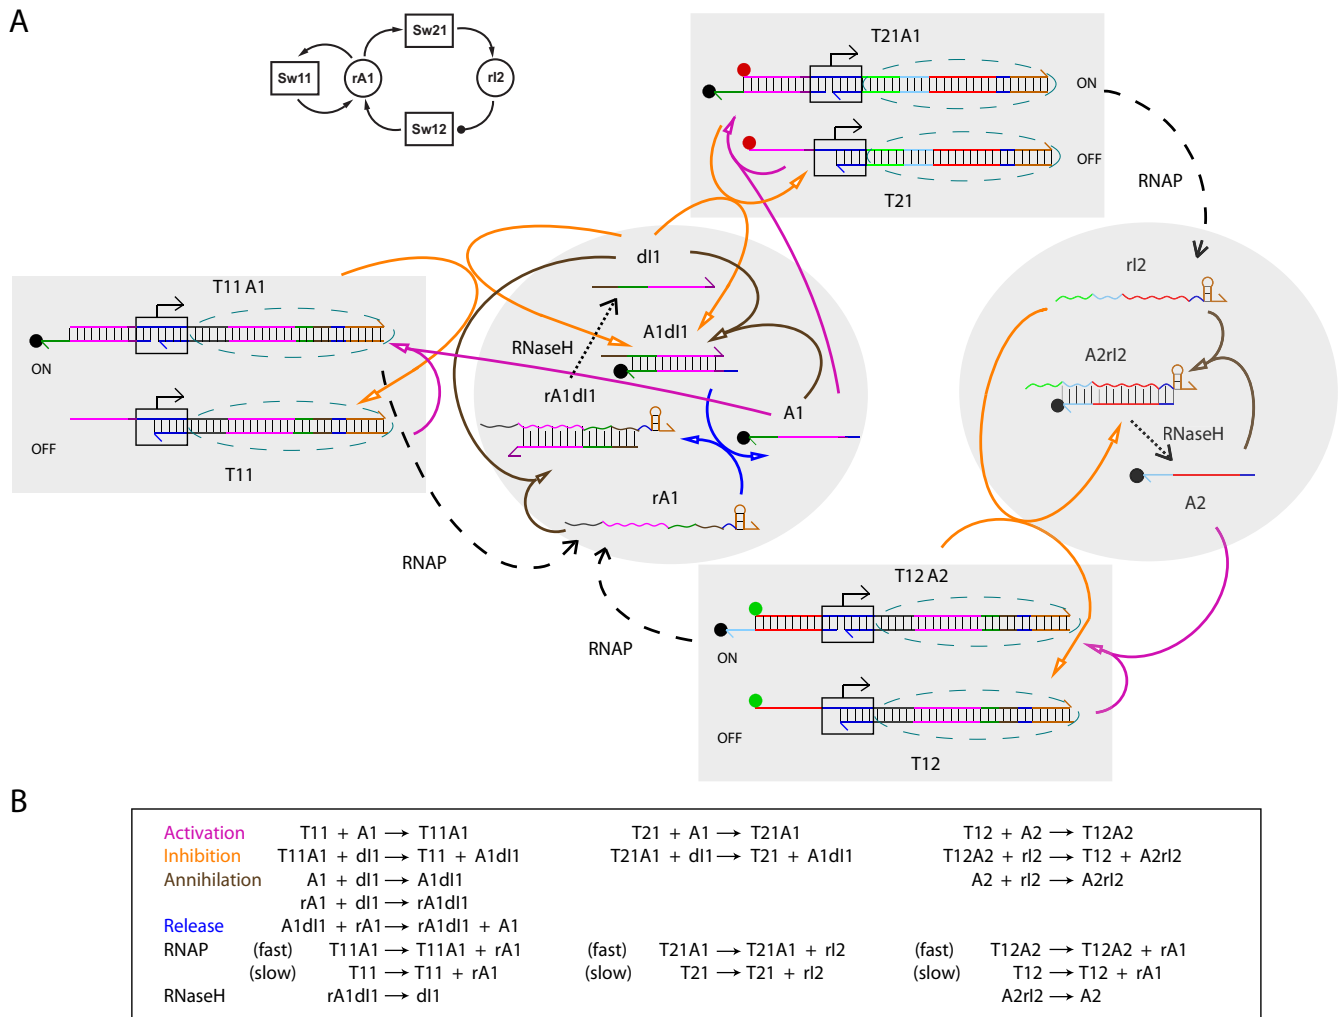 A
Sw21
Sw11
rA1
rI2
Sw12
T21A1
ON
OFF
T21
RNAP
dI1
rI2
T11 A1
A1dI1
RNaseH
A2rI2
ON
rA1dI1
A1
RNaseH
OFF
T11
rA1
A2
RNAP
T12 A2
RNAP
ON
OFF
T12
B
Activation T11 + A1 → T11A1 T21 + A1 → T21A1 T12 + A2 → T12A2
Inhibition T11A1 + dI1 → T11 + A1dI1 T21A1 + dI1 → T21 + A1dI1 T12A2 + rI2 → T12 + A2rI2
Annihilation A1 + dI1 → A1dI1 A2 + rI2 → A2rI2
rA1 + dI1 → rA1dI1
Release A1dI1 + rA1 → rA1dI1 + A1
RNAP (fast) T11A1 → T11A1 + rA1 (fast) T21A1 → T21A1 + rI2 (fast) T12A2 → T12A2 + rA1
(slow) T11 → T11 + rA1 (slow) T21 → T21 + rI2 (slow) T12 → T12 + rA1
RNaseH rA1dI1 → dI1 A2rI2 → A2